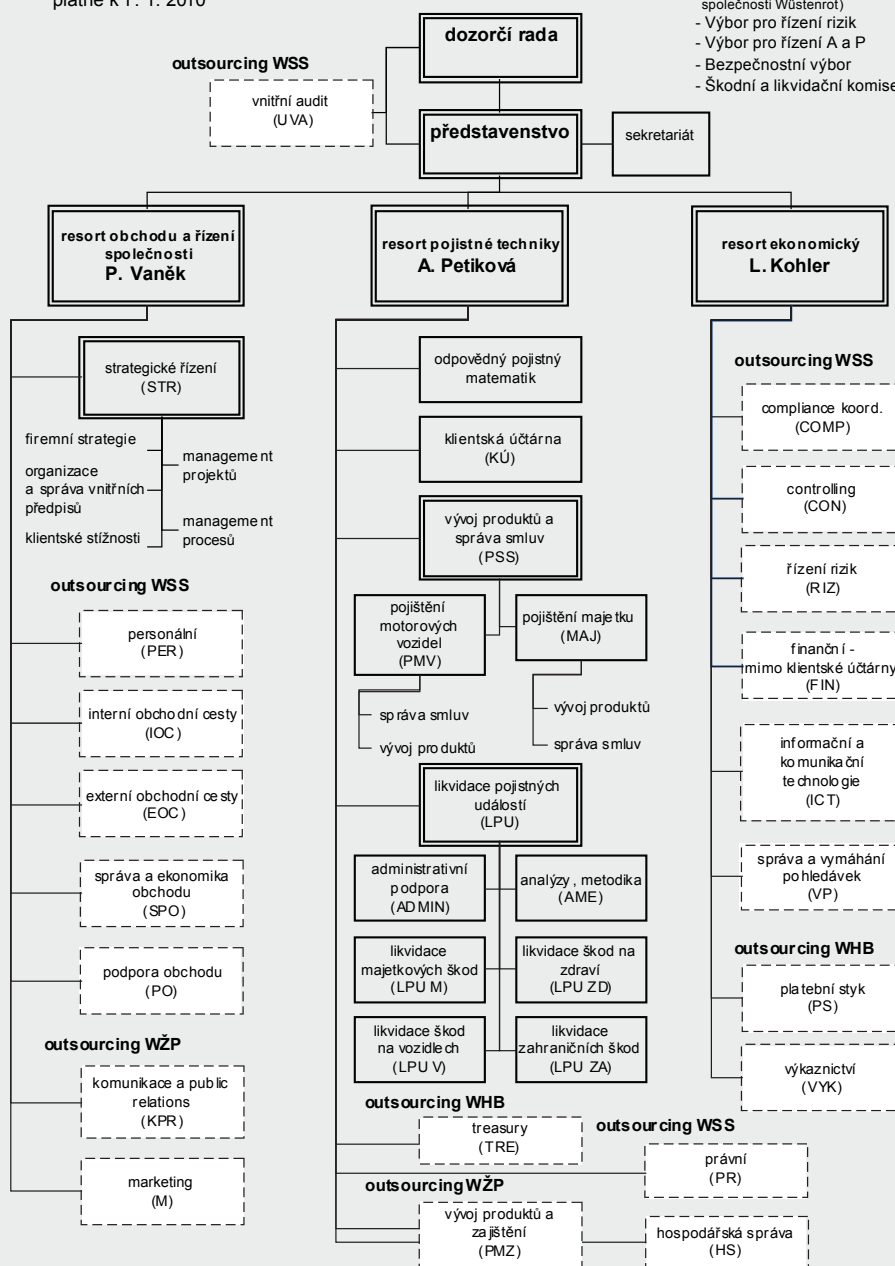 platné k 1. 1. 2010
společnosti Wüstenrot)
- Výbor pro řízení rizik
- Výbor pro řízení A a P
- Bezpečnostní výbor
- Škodní a likvidační komise
dozorčí rada
outsourcing WSS
vnitřní audit
(UVA)
představenstvo
sekretariát
resort obchodu a řízení
společnosti
P. Vaněk
resort pojistné techniky
A. Petiková
resort ekonomický
L. Kohler
strategické řízení
(STR)
firemní strategie
organizace
a správa vnitřních
předpisů
klientské stížnosti
management
projektů
management
procesů
outsourcing WSS
personální
(PER)
interní obchodní cesty
(IOC)
externí obchodní cesty
(EOC)
správa a ekonomika
obchodu
(SPO)
podpora obchodu
(PO)
outsourcing WŽP
komunikace a public
relations
(KPR)
marketing
(M)
odpovědný pojistný
matematik
klientská účtárna
(KÚ)
vývoj produktů a
správa smluv
(PSS)
pojištění
motorových
vozidel
(PMV)
pojištění majetku
(MAJ)
správa smluv
vývoj produktů
vývoj produktů
správa smluv
likvidace pojistných
událostí
(LPU)
administrativní
podpora
(ADMIN)
analýzy, metodika
(AME)
likvidace
majetkových škod
(LPU M)
likvidace škod na
zdraví
(LPU ZD)
likvidace škod
na vozidlech
(LPU V)
likvidace
zahraničních škod
(LPU ZA)
outsourcing WHB
treasury
(TRE)
outsourcing WSS
právní
(PR)
outsourcing WŽP
vývoj produktů a
zajištění
(PMZ)
hospodářská správa
(HS)
outsourcing WSS
compliance koord.
(COMP)
controlling
(CON)
řízení rizik
(RIZ)
finanční -
mimo klientské účtárny
(FIN)
informační a
komunikační
technologie
(ICT)
správa a vymáhání
pohledávek
(VP)
outsourcing WHB
platební styk
(PS)
výkaznictví
(VYK)